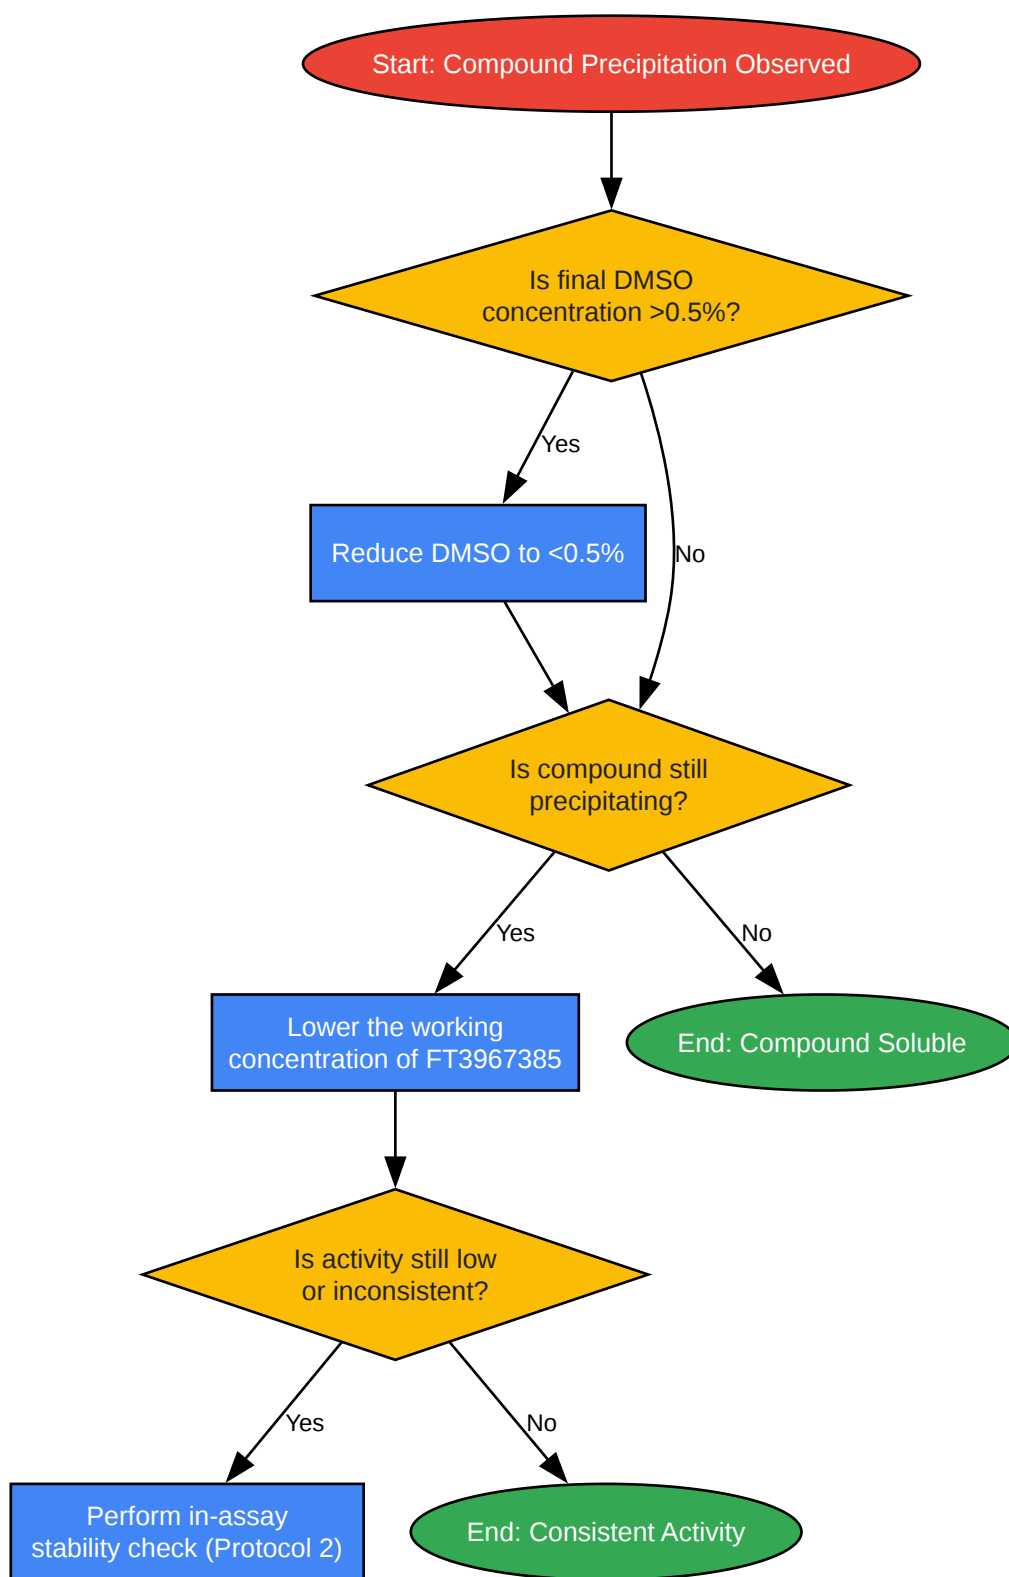 Start: Compound Precipitation Observed
Is final DMSO
concentration >0.5%?
Yes
Reduce DMSO to <0.5%
No
Is compound still
precipitating?
Yes
No
Lower the working
concentration of FT3967385
End: Compound Soluble
Is activity still low
or inconsistent?
Yes
No
Perform in-assay
stability check (Protocol 2)
End: Consistent Activity